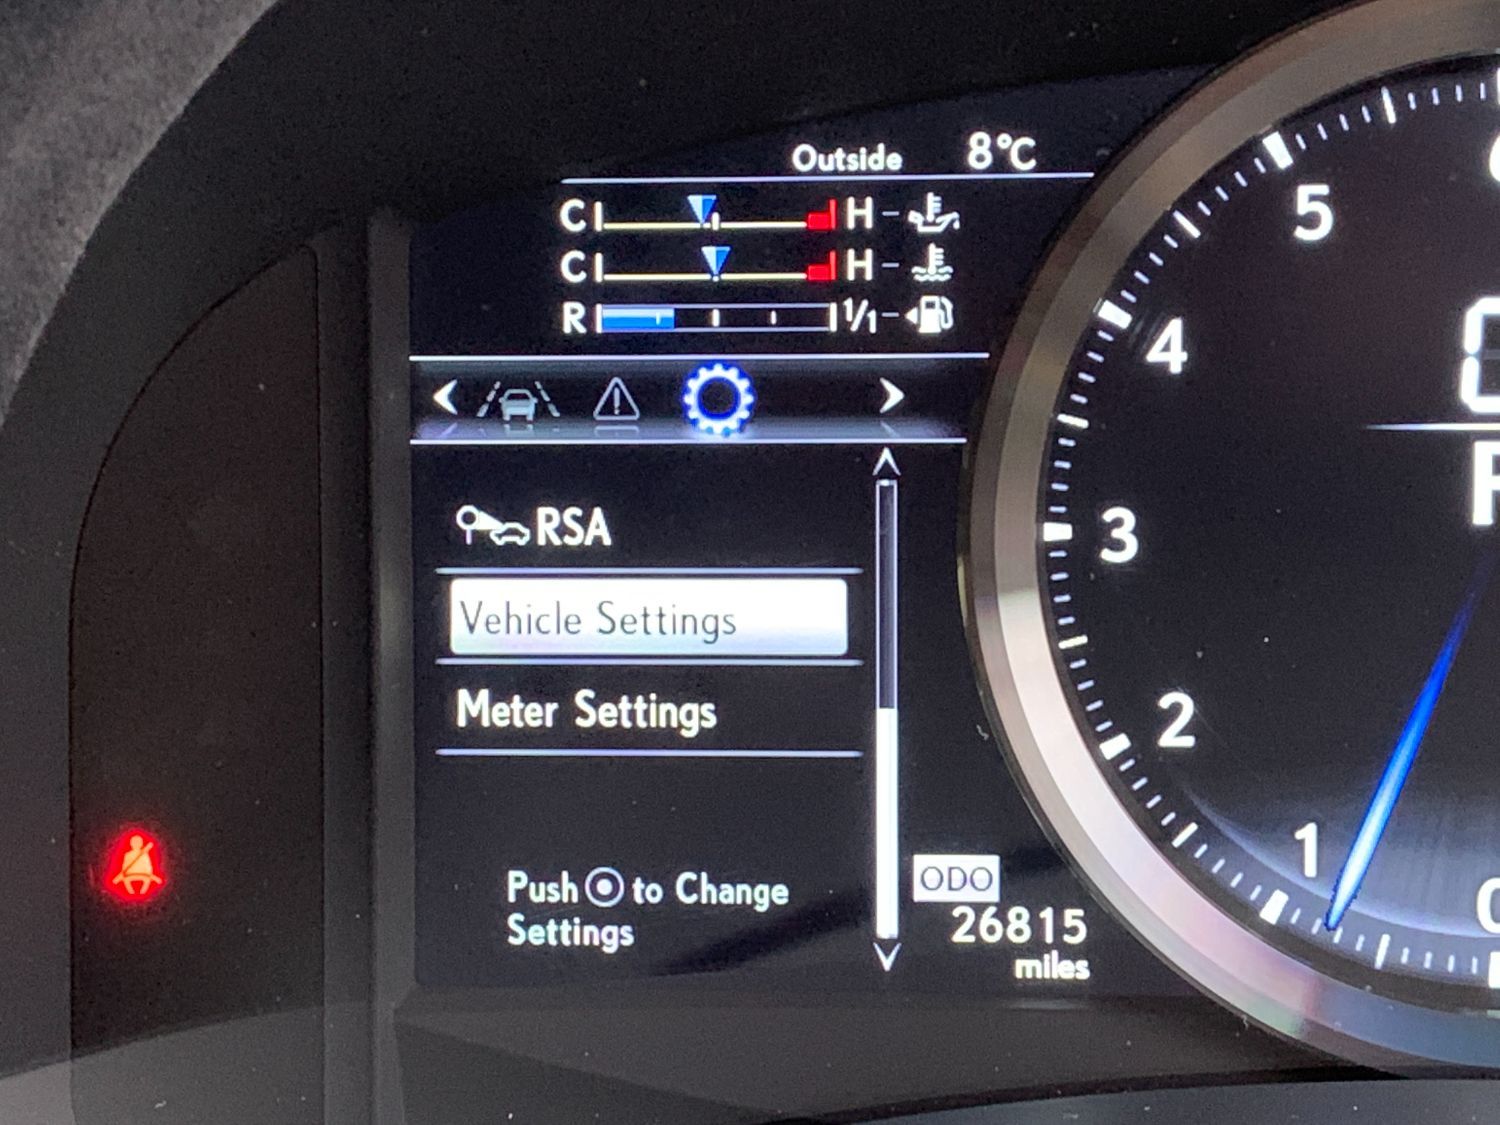 Outside 8°C
C H
C H
R 1/1
RSA
Vehicle Settings
Meter Settings
Push to Change
Settings
ODO
26815
miles
5
4
3
2
1